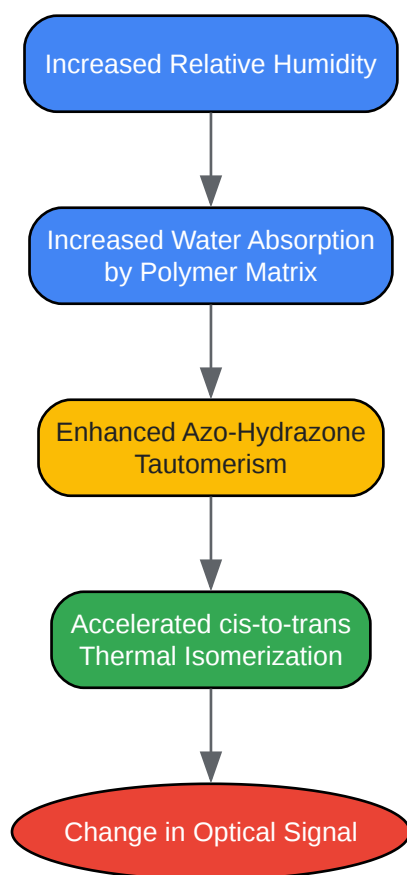 Increased Relative Humidity
Increased Water Absorption
by Polymer Matrix
Enhanced Azo-Hydrazone
Tautomerism
Accelerated cis-to-trans
Thermal Isomerization
Change in Optical Signal